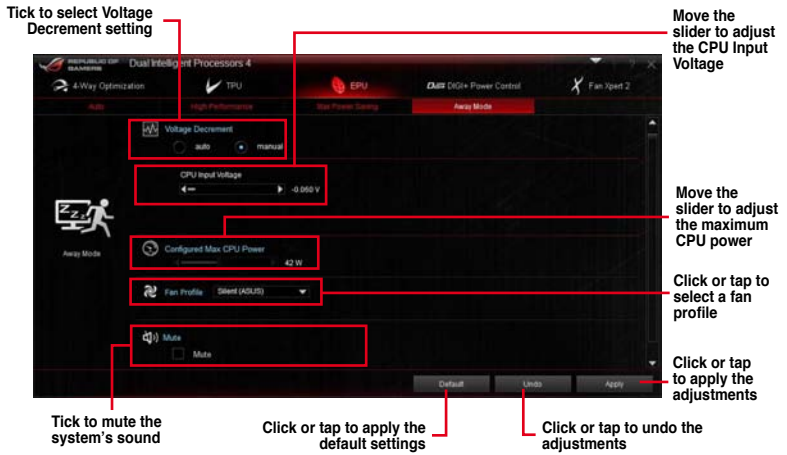 Tick to select Voltage
Decrement setting
Move the
slider to adjust
the CPU Input
Voltage
REPUBLIC OF
GAMERS
Dual Intelligent Processors 4
?
4-Way Optimization
TPU
EPU
DIGI+ Power Control
Fan Xpert 2
Auto
High Performance
Max Power Saving
Away Mode
Voltage Decrement
auto
manual
CPU Input Voltage
-0.060 V
Zzz
Away Mode
Configured Max CPU Power
42 W
Move the
slider to adjust
the maximum
CPU power
Fan Profile
Silent (ASUS)
Click or tap to
select a fan
profile
Mute
Mute
Default
Undo
Apply
Click or tap
to apply the
adjustments
Tick to mute the
system's sound
Click or tap to apply the
default settings
Click or tap to undo the
adjustments